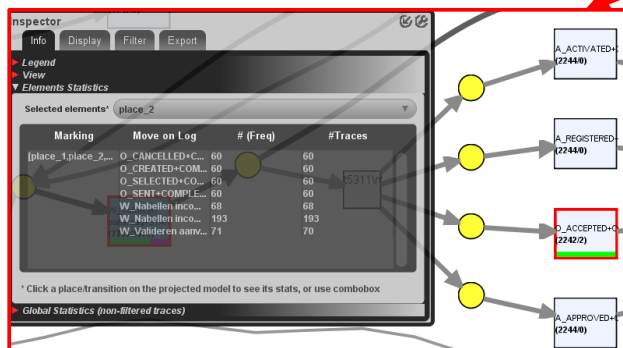 nspector
Info Display Filter Export
Legend
View
Elements Statistics
Selected elements* place_2
Marking Move on Log # (Freq) #Traces
[place_1,place_2,... O_CANCELLED+C... 60 60
O_CREATED+COM... 60 60
O_SELECTED+CO... 60 60
O_SENT+COMPLE... 60 60
W_Nabellen inco... 68 68
W_Nabellen inco... 193 193
W_Valideren aanv... 71 70
t5311\n
* Click a place/transition on the projected model to see its stats, or use combobox
Global Statistics (non-filtered traces)
A_ACTIVATED+C
(2244/0)
A_REGISTERED+
(2244/0)
O_ACCEPTED+C
(2242/2)
A_APPROVED+C
(2244/0)